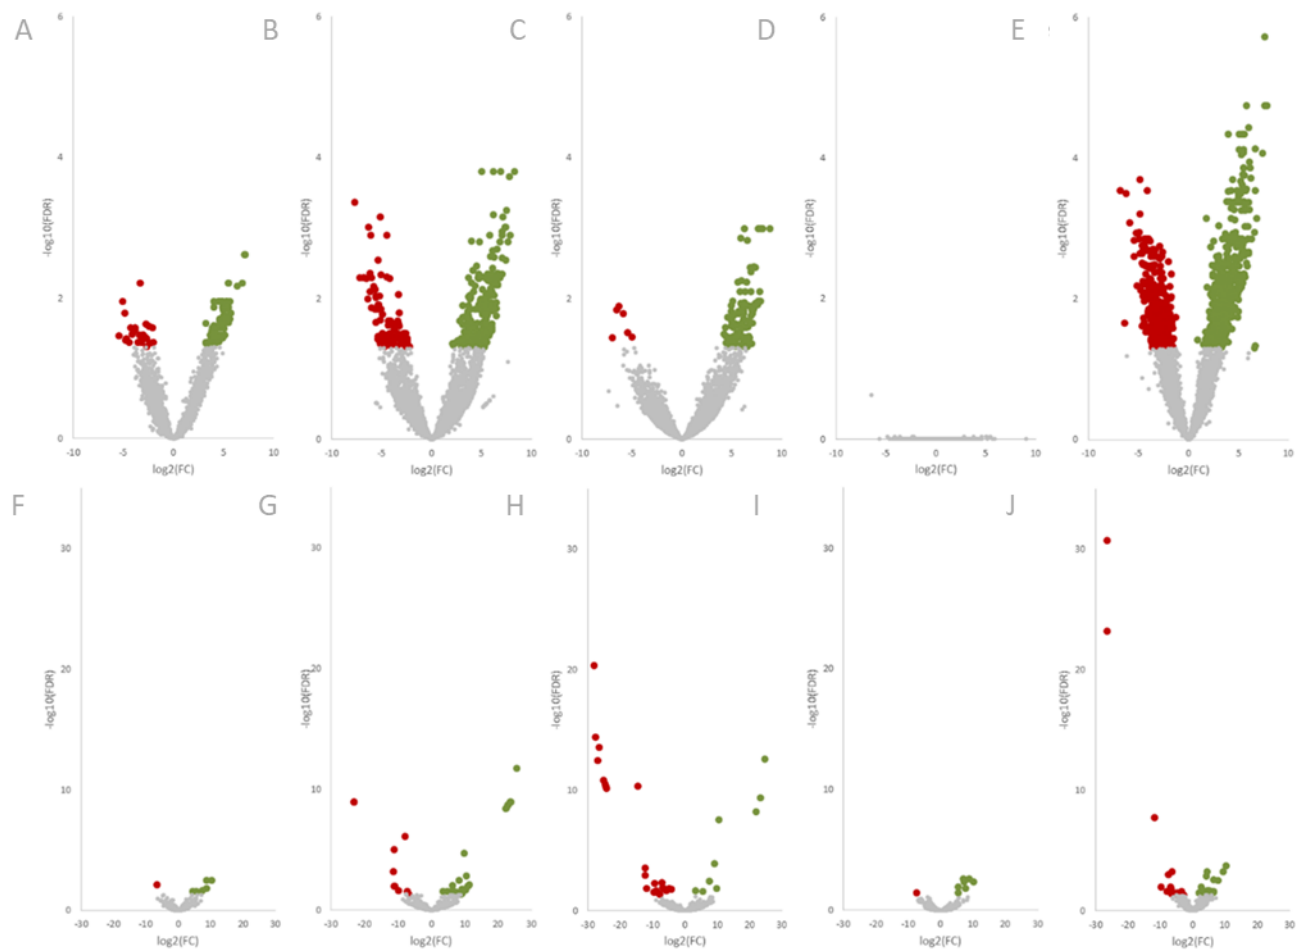 A B C D E
6 6 6 6 6
4 4 4 4 4
2 2 2 2 2
0 0 0 0 0
-log10(FDR) -log10(FDR) -log10(FDR) -log10(FDR) -log10(FDR)
-10 -5 0 5 10 -10 -5 0 5 10 -10 -5 0 5 10 -10 -5 0 5 10 -10 -5 0 5 10
log2(FC) log2(FC) log2(FC) log2(FC) log2(FC)
F G H I J
30 30 30 30 30
20 20 20 20 20
10 10 10 10 10
0 0 0 0 0
-log10(FDR) -log10(FDR) -log10(FDR) -log10(FDR) -log10(FDR)
-30 -20 -10 0 10 20 30 -30 -20 -10 0 10 20 30 -30 -20 -10 0 10 20 30 -30 -20 -10 0 10 20 30 -30 -20 -10 0 10 20 30
log2(FC) log2(FC) log2(FC) log2(FC) log2(FC)